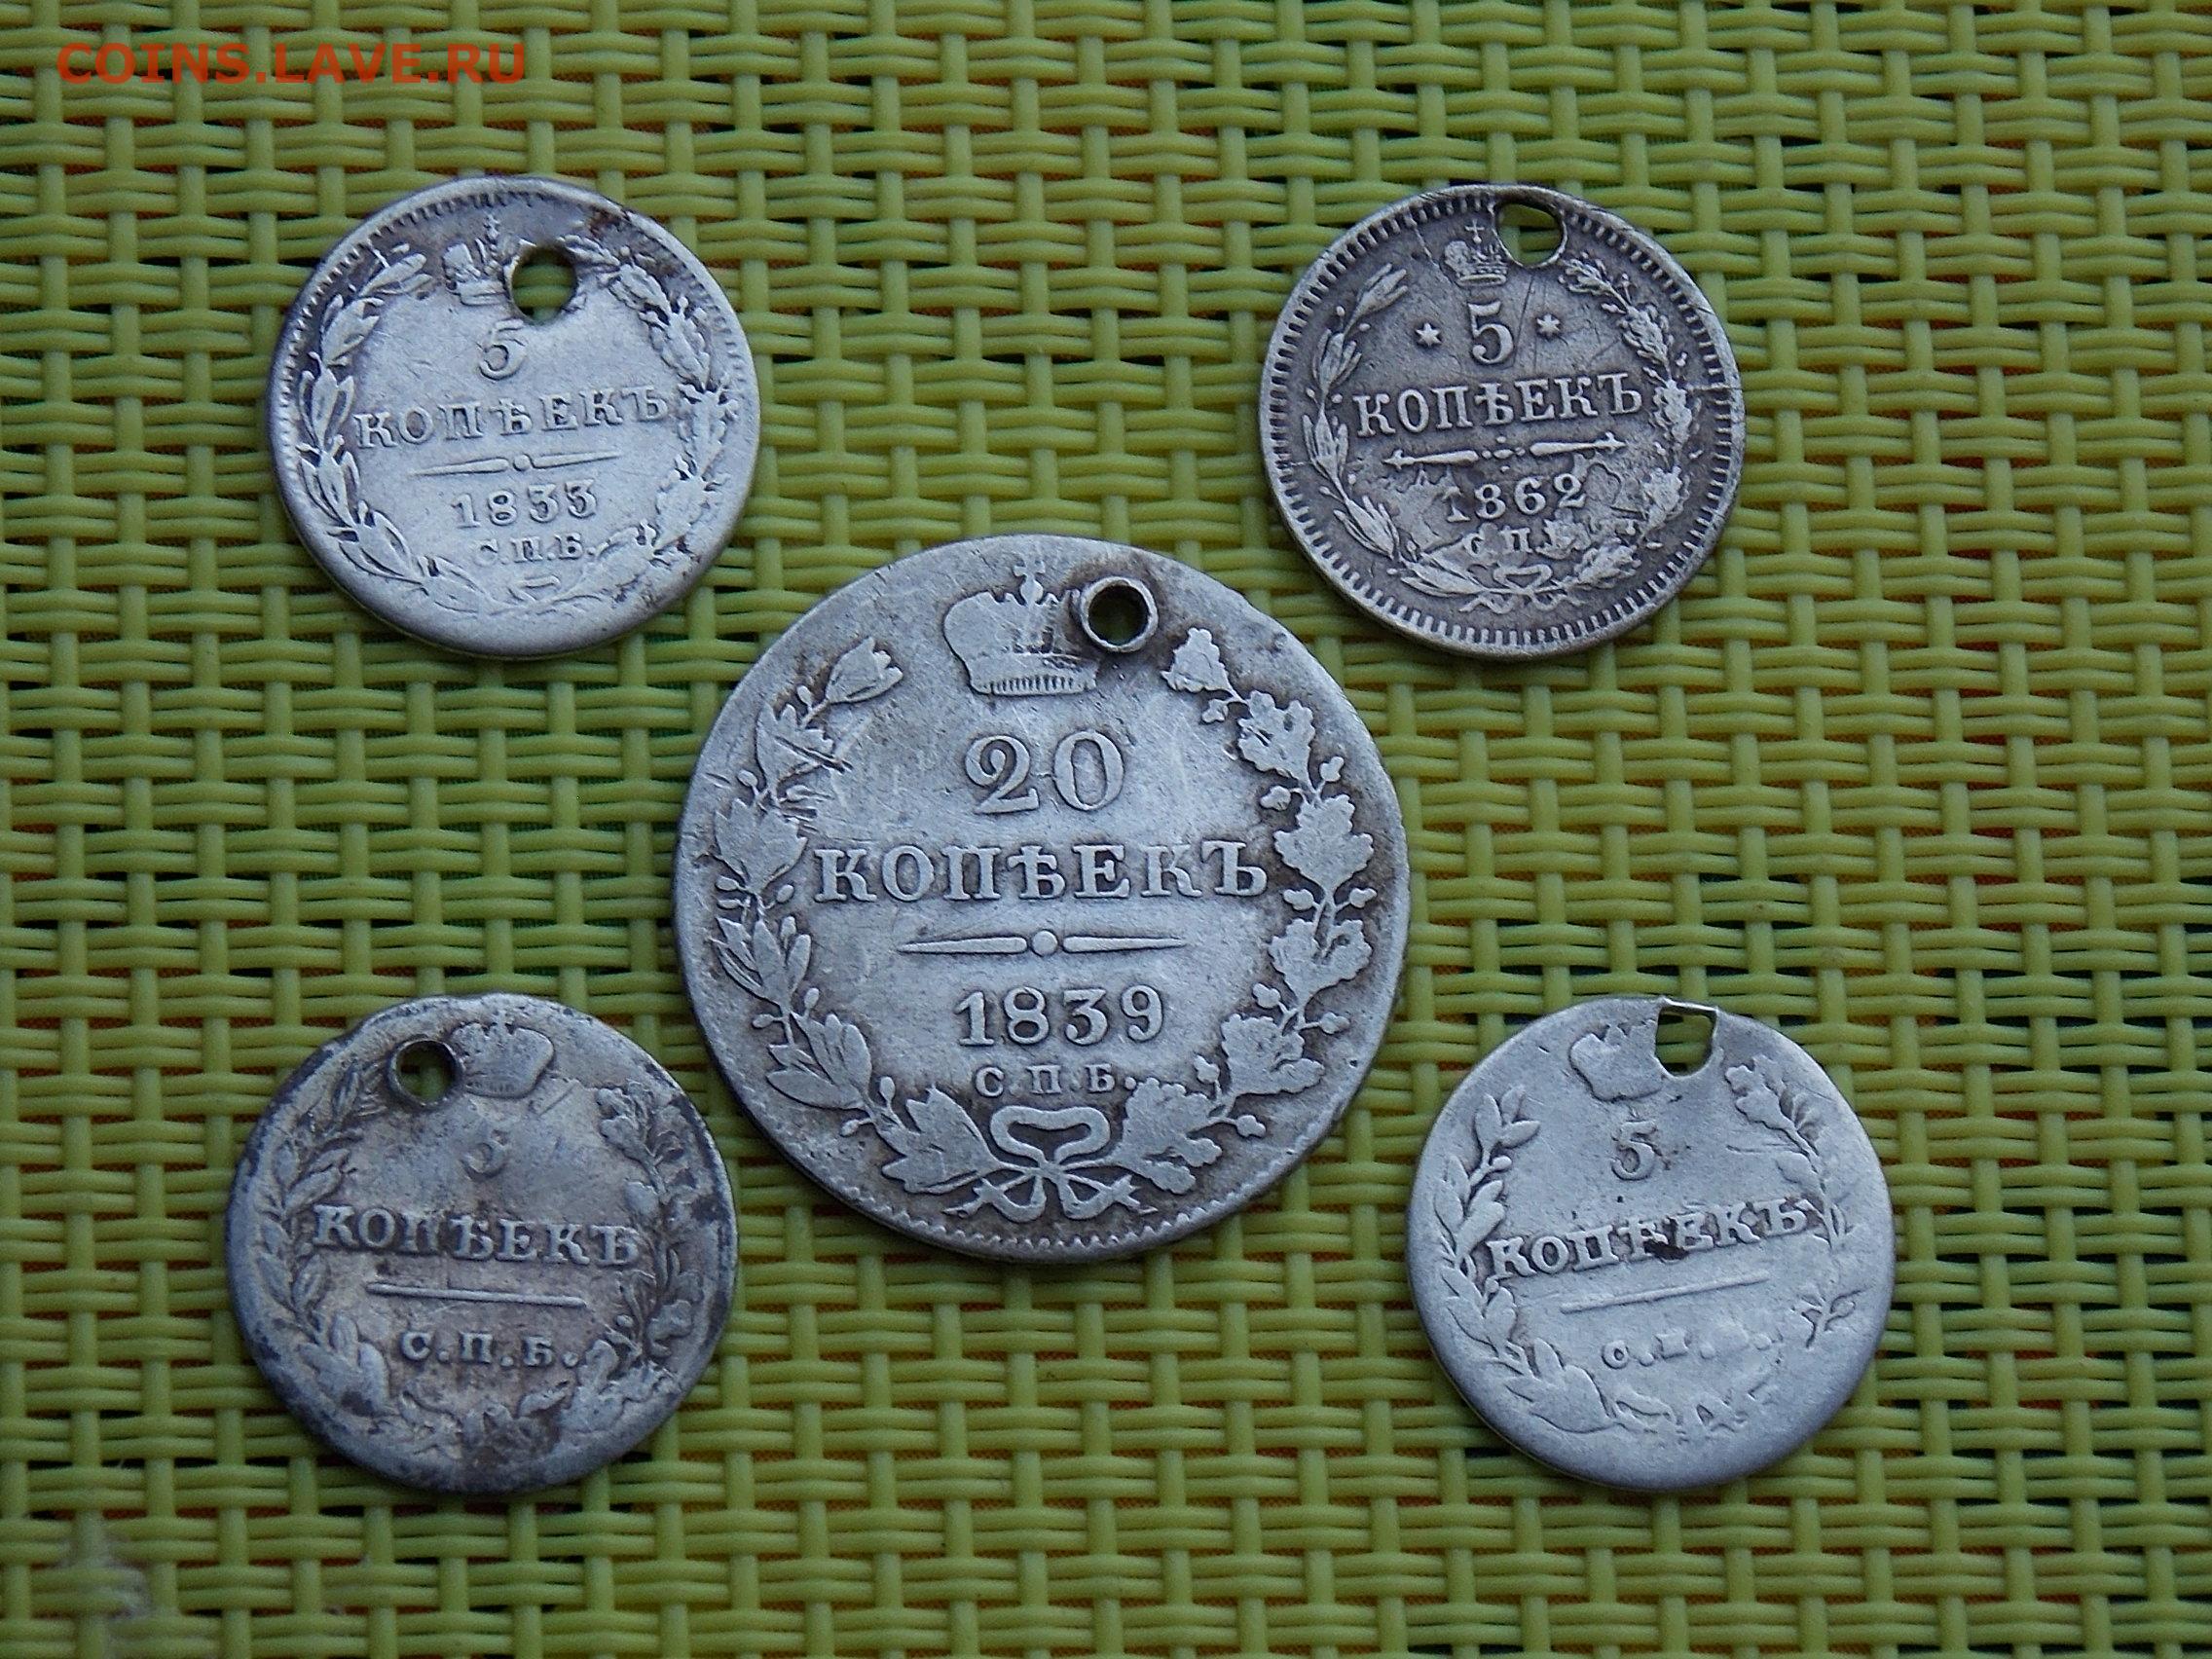 COINS.LAVE.RU
5
КОПѢЕКЪ
1833
С.П.Б.
* 5 *
КОПѢЕКЪ
1862
С.П.Б.
20
КОПѢЕКЪ
1839
С.П.Б.
5
КОПѢЕКЪ
С.П.Б.
5
КОПѢЕКЪ